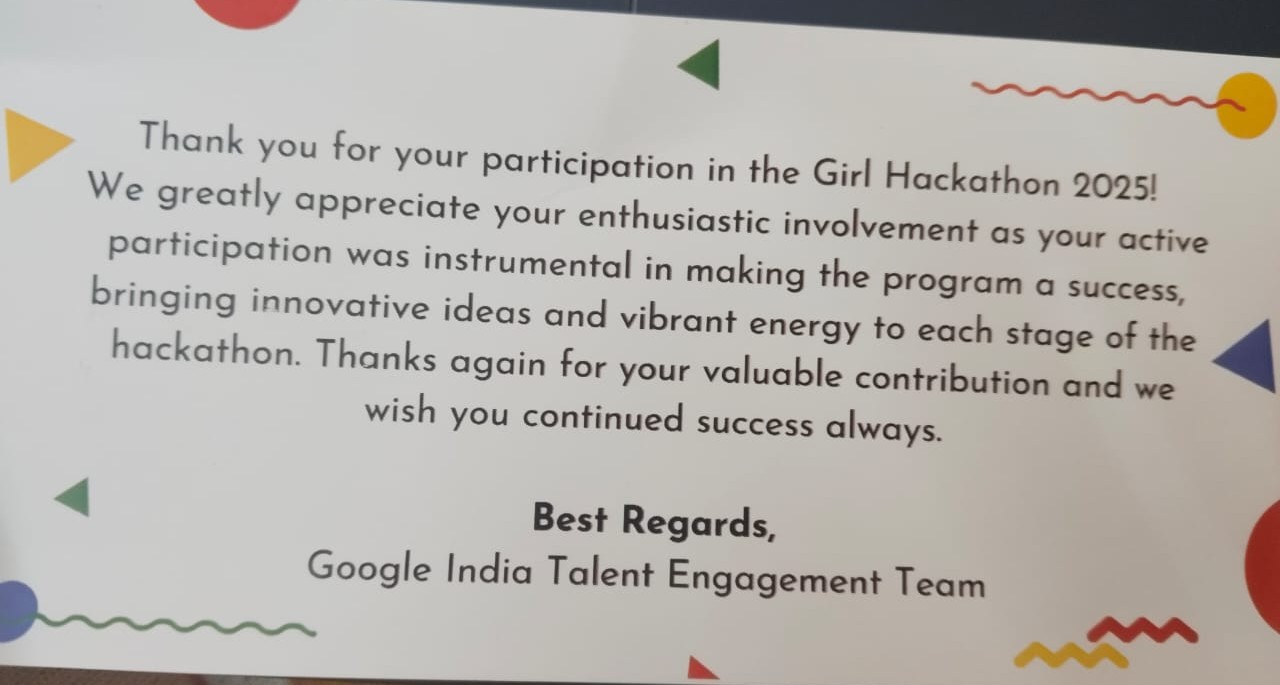 Thank you for your participation in the Girl Hackathon 2025!
We greatly appreciate your enthusiastic involvement as your active
participation was instrumental in making the program a success,
bringing innovative ideas and vibrant energy to each stage of the
hackathon. Thanks again for your valuable contribution and we
wish you continued success always.
Best Regards,
Google India Talent Engagement Team